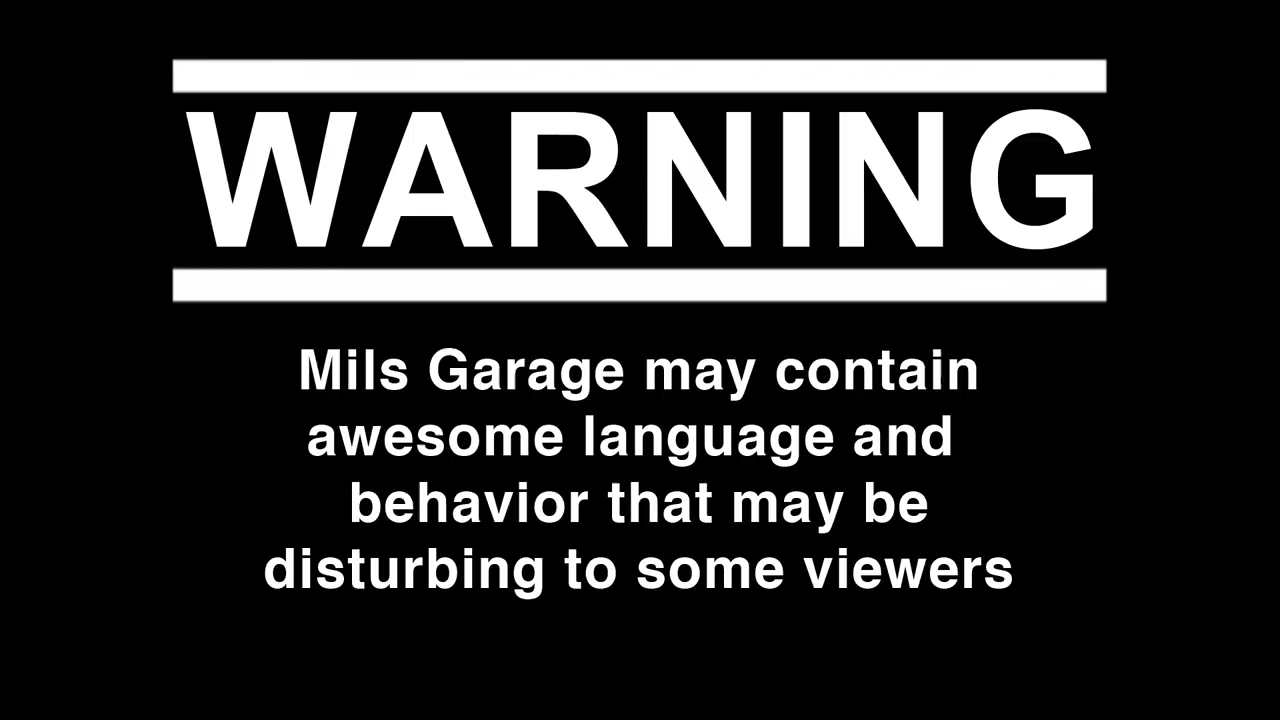 WARNING
Mils Garage may contain
awesome language and
behavior that may be
disturbing to some viewers